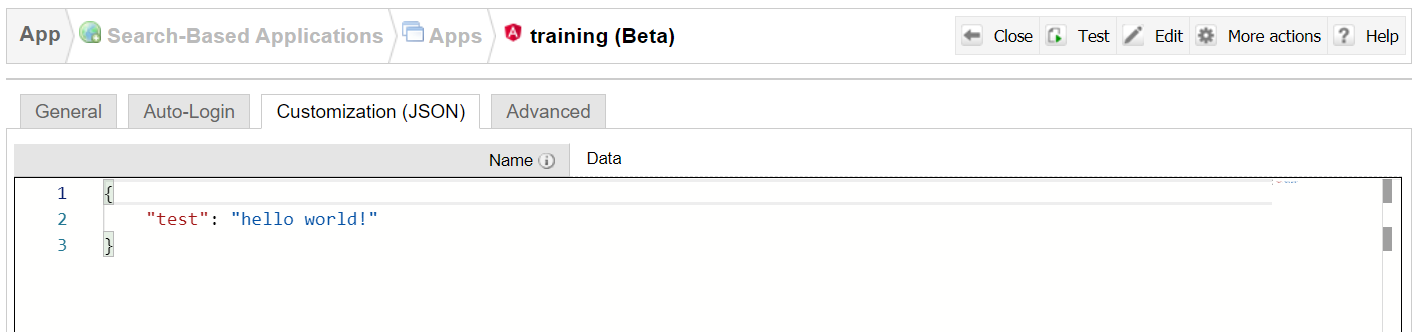 App Search-Based Applications Apps training (Beta) Close Test Edit More actions ? Help
General Auto-Login Customization (JSON) Advanced
Name i Data
1 {
2 "test": "hello world!"
3 }